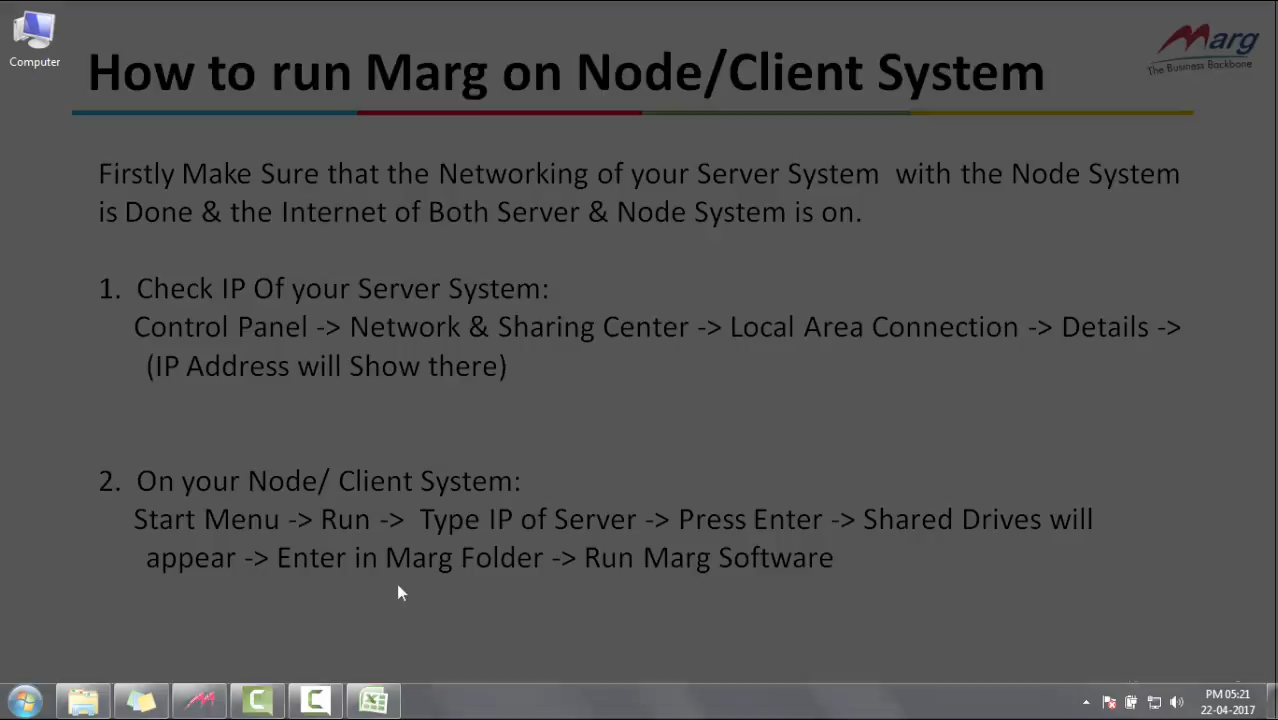 Computer
Marg
The Business Backbone
How to run Marg on Node/Client System
Firstly Make Sure that the Networking of your Server System with the Node System
is Done & the Internet of Both Server & Node System is on.
1. Check IP Of your Server System:
Control Panel -> Network & Sharing Center -> Local Area Connection -> Details ->
(IP Address will Show there)
2. On your Node/ Client System:
Start Menu -> Run -> Type IP of Server -> Press Enter -> Shared Drives will
appear -> Enter in Marg Folder -> Run Marg Software
PM 05:21
22-04-2017